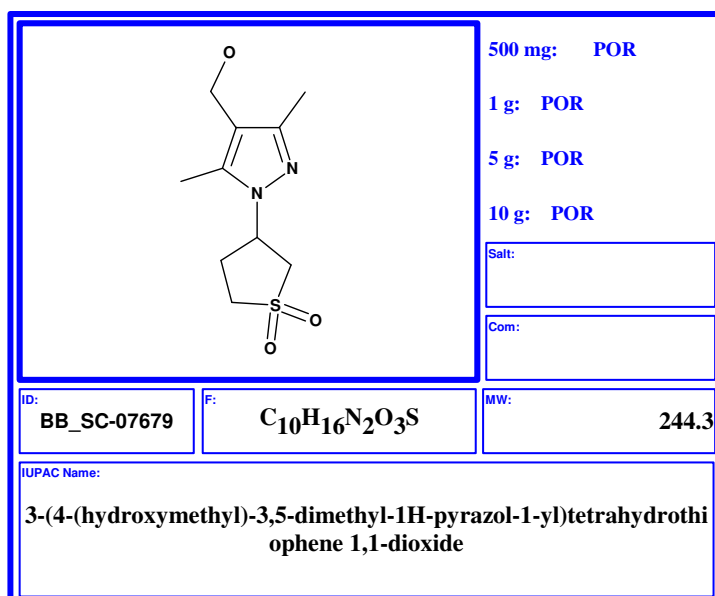 O
N
N
S
O
O
500 mg: POR
1 g: POR
5 g: POR
10 g: POR
Salt:
Com:
ID:
BB_SC-07679
F:
C10H16N2O3S
MW:
244.3
IUPAC Name:
3-(4-(hydroxymethyl)-3,5-dimethyl-1H-pyrazol-1-yl)tetrahydrothi
ophene 1,1-dioxide